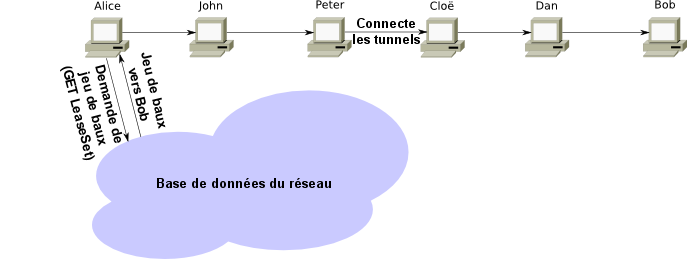 Alice
John
Peter
Cloë
Dan
Bob
Connecte
les tunnels
Jeu de baux
vers Bob
Demande de
jeu de baux
(GET LeaseSet)
Base de données du réseau